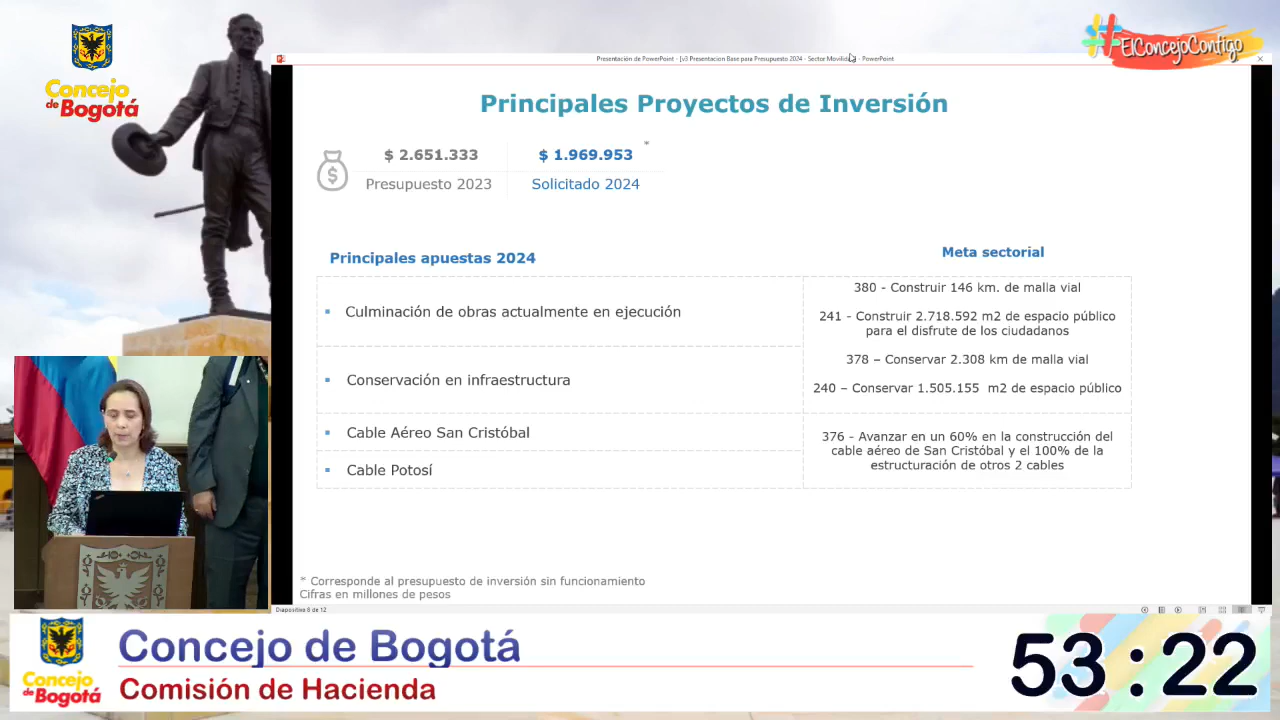 Concejo
de Bogotá
#ElConcejoContigo
Presentación de PowerPoint - [v3 Presentacion Base para Presupuesto 2024 - Sector Movilidad] - PowerPoint
Principales Proyectos de Inversión
$ 2.651.333
$ 1.969.953 *
Presupuesto 2023
Solicitado 2024
Principales apuestas 2024
Meta sectorial
▪ Culminación de obras actualmente en ejecución
380 - Construir 146 km. de malla vial
241 - Construir 2.718.592 m2 de espacio público
para el disfrute de los ciudadanos
▪ Conservación en infraestructura
378 – Conservar 2.308 km de malla vial
240 – Conservar 1.505.155 m2 de espacio público
▪ Cable Aéreo San Cristóbal
▪ Cable Potosí
376 - Avanzar en un 60% en la construcción del
cable aéreo de San Cristóbal y el 100% de la
estructuración de otros 2 cables
* Corresponde al presupuesto de inversión sin funcionamiento
Cifras en millones de pesos
Diapositiva 8 de 12
Concejo
de Bogotá
Concejo de Bogotá
Comisión de Hacienda
53:22